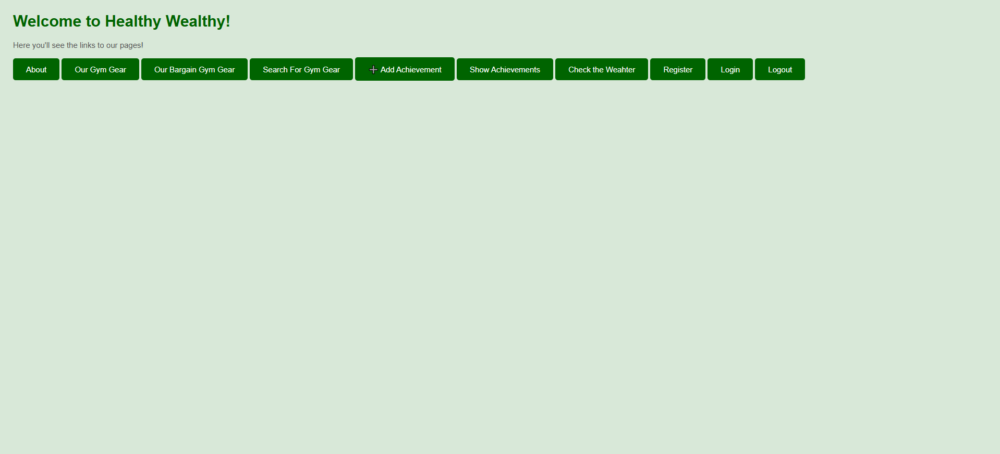 Welcome to Healthy Wealthy!
Here you'll see the links to our pages!
About Our Gym Gear Our Bargain Gym Gear Search For Gym Gear ➕ Add Achievement Show Achievements Check the Weahter Register Login Logout